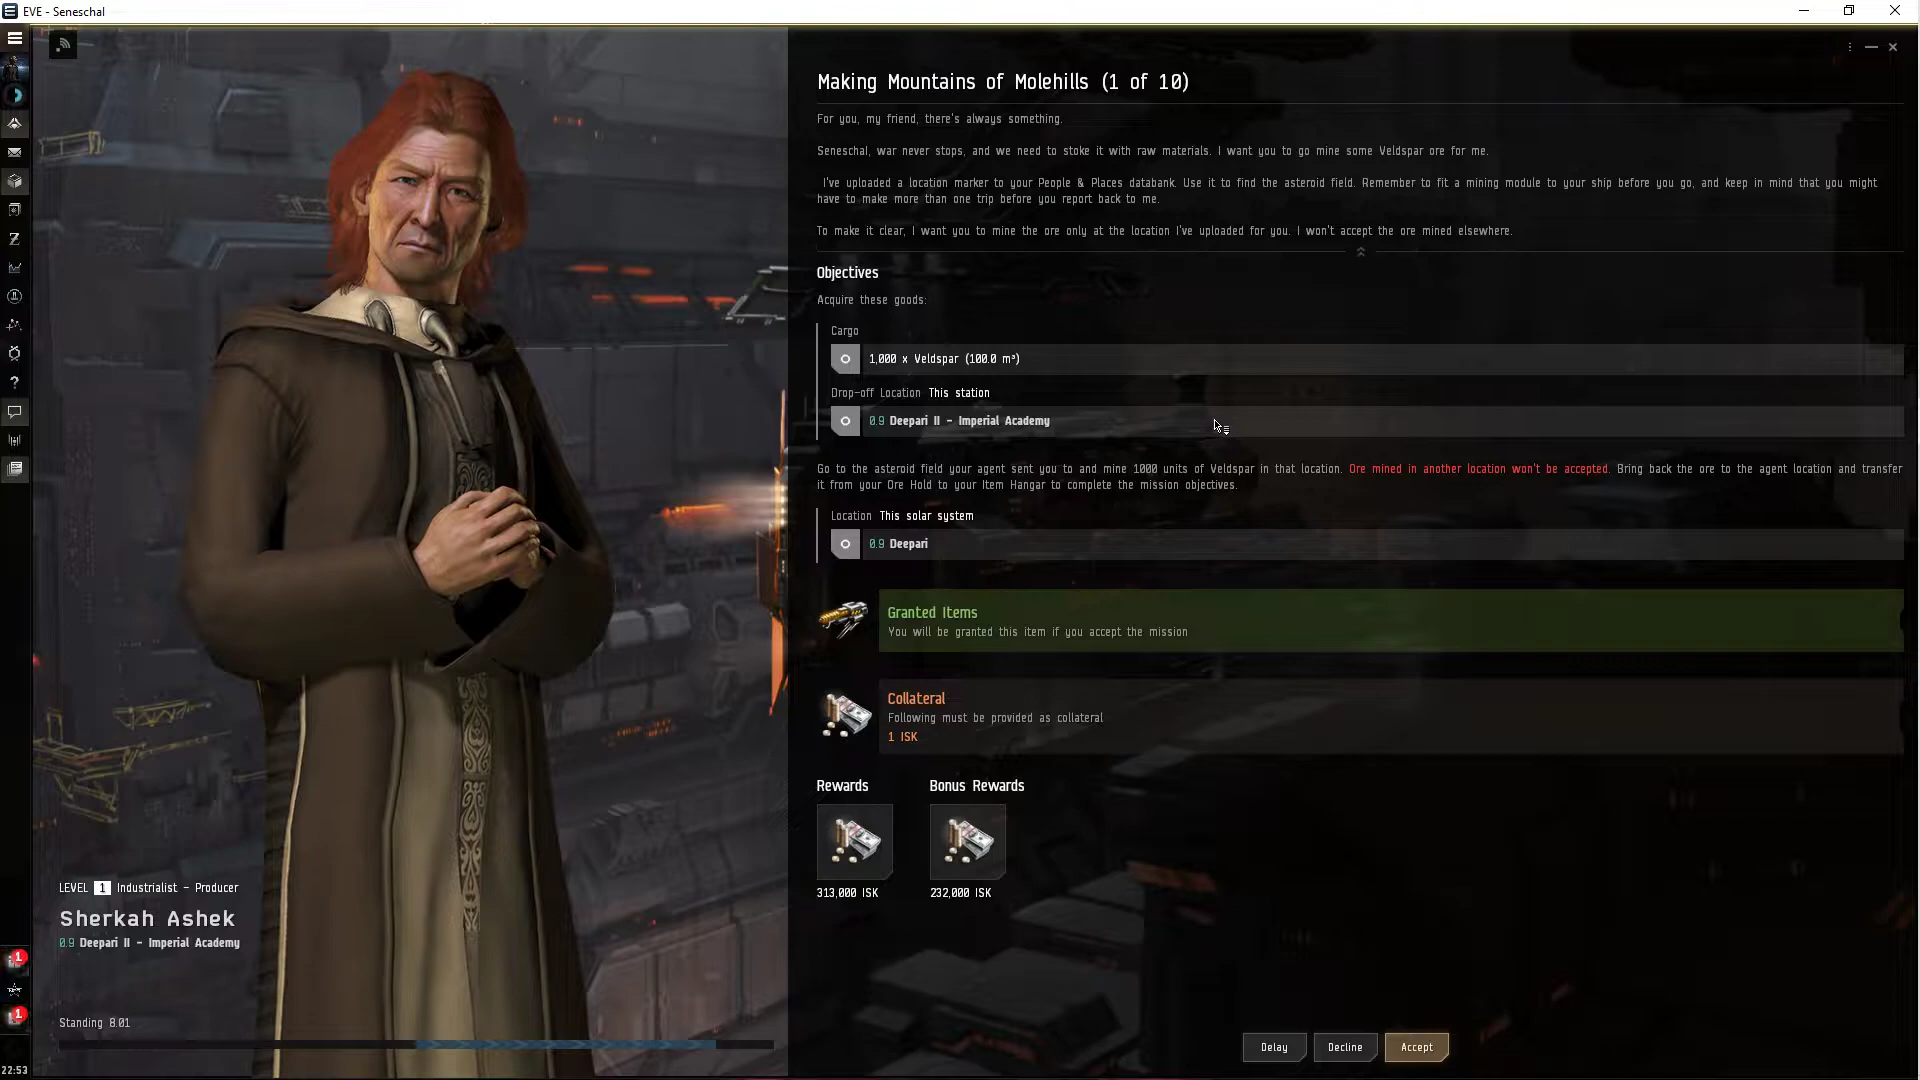 EVE - Seneschal
Making Mountains of Molehills (1 of 10)
For you, my friend, there's always something.
Seneschal, war never stops, and we need to stoke it with raw materials. I want you to go mine some Veldspar ore for me.
I've uploaded a location marker to your People & Places databank. Use it to find the asteroid field. Remember to fit a mining module to your ship before you go, and keep in mind that you might
have to make more than one trip before you report back to me.
To make it clear, I want you to mine the ore only at the location I've uploaded for you. I won't accept the ore mined elsewhere.
Objectives
Acquire these goods:
Cargo
1,000 x Veldspar (100.0 m³)
Drop-off Location This station
0.9 Deepari II - Imperial Academy
Go to the asteroid field your agent sent you to and mine 1000 units of Veldspar in that location. Ore mined in another location won't be accepted. Bring back the ore to the agent location and transfer
it from your Ore Hold to your Item Hangar to complete the mission objectives.
Location This solar system
0.9 Deepari
Granted Items
You will be granted this item if you accept the mission
Collateral
Following must be provided as collateral
1 ISK
Rewards
Bonus Rewards
313,000 ISK
232,000 ISK
LEVEL 1 Industrialist - Producer
Sherkah Ashek
0.9 Deepari II - Imperial Academy
Standing 8.01
Delay
Decline
Accept
1
1
22:53